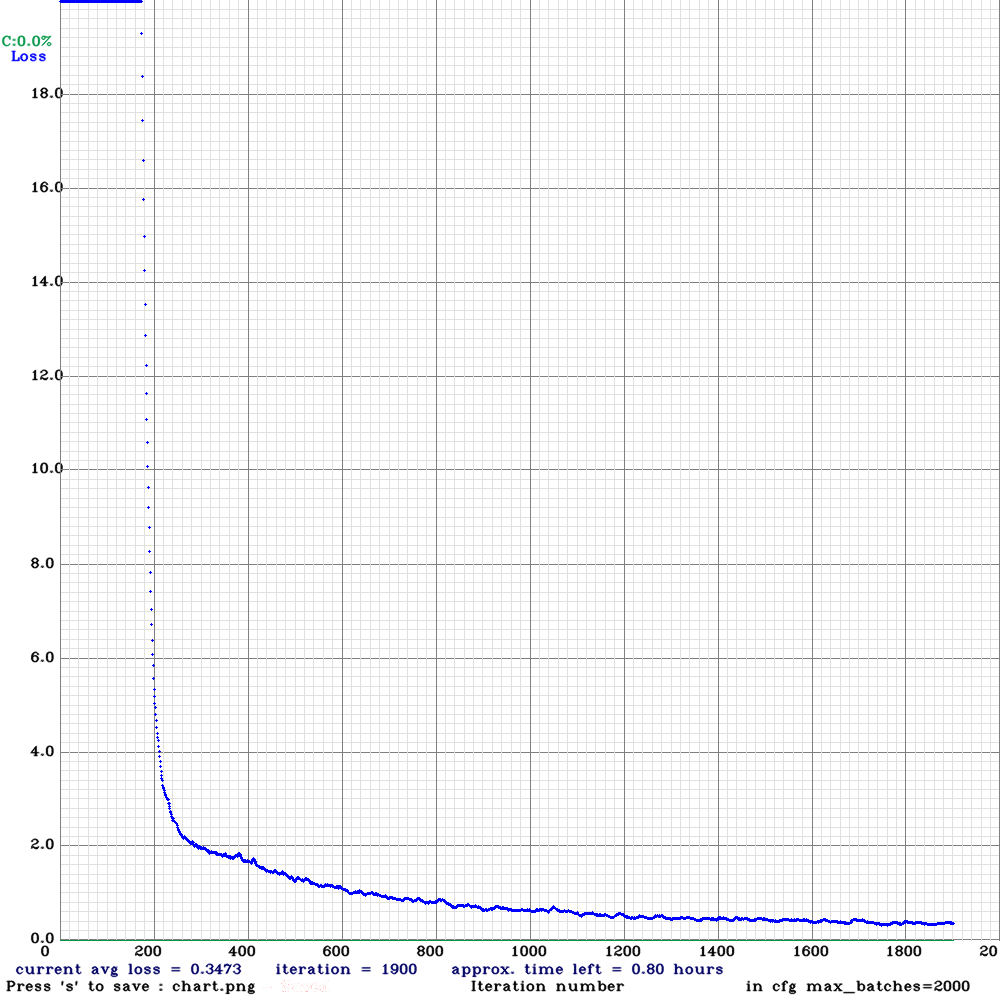 C:0.0%
Loss
18.0
16.0
14.0
12.0
10.0
8.0
6.0
4.0
2.0
0.0
0 200 400 600 800 1000 1200 1400 1600 1800 20
current avg loss = 0.3473 iteration = 1900 approx. time left = 0.80 hours
Press 's' to save : chart.png Iteration number in cfg max_batches=2000